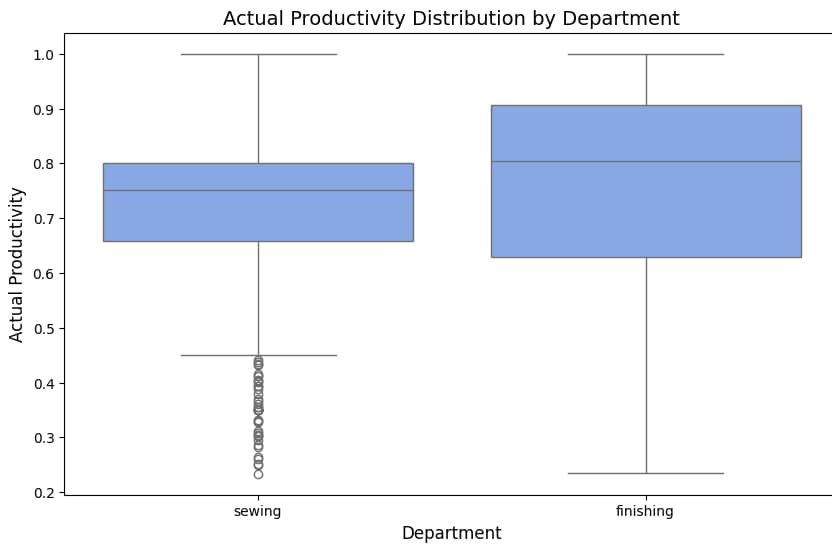 Actual Productivity Distribution by Department
Actual Productivity
1.0
0.9
0.8
0.7
0.6
0.5
0.4
0.3
0.2
sewing
finishing
Department